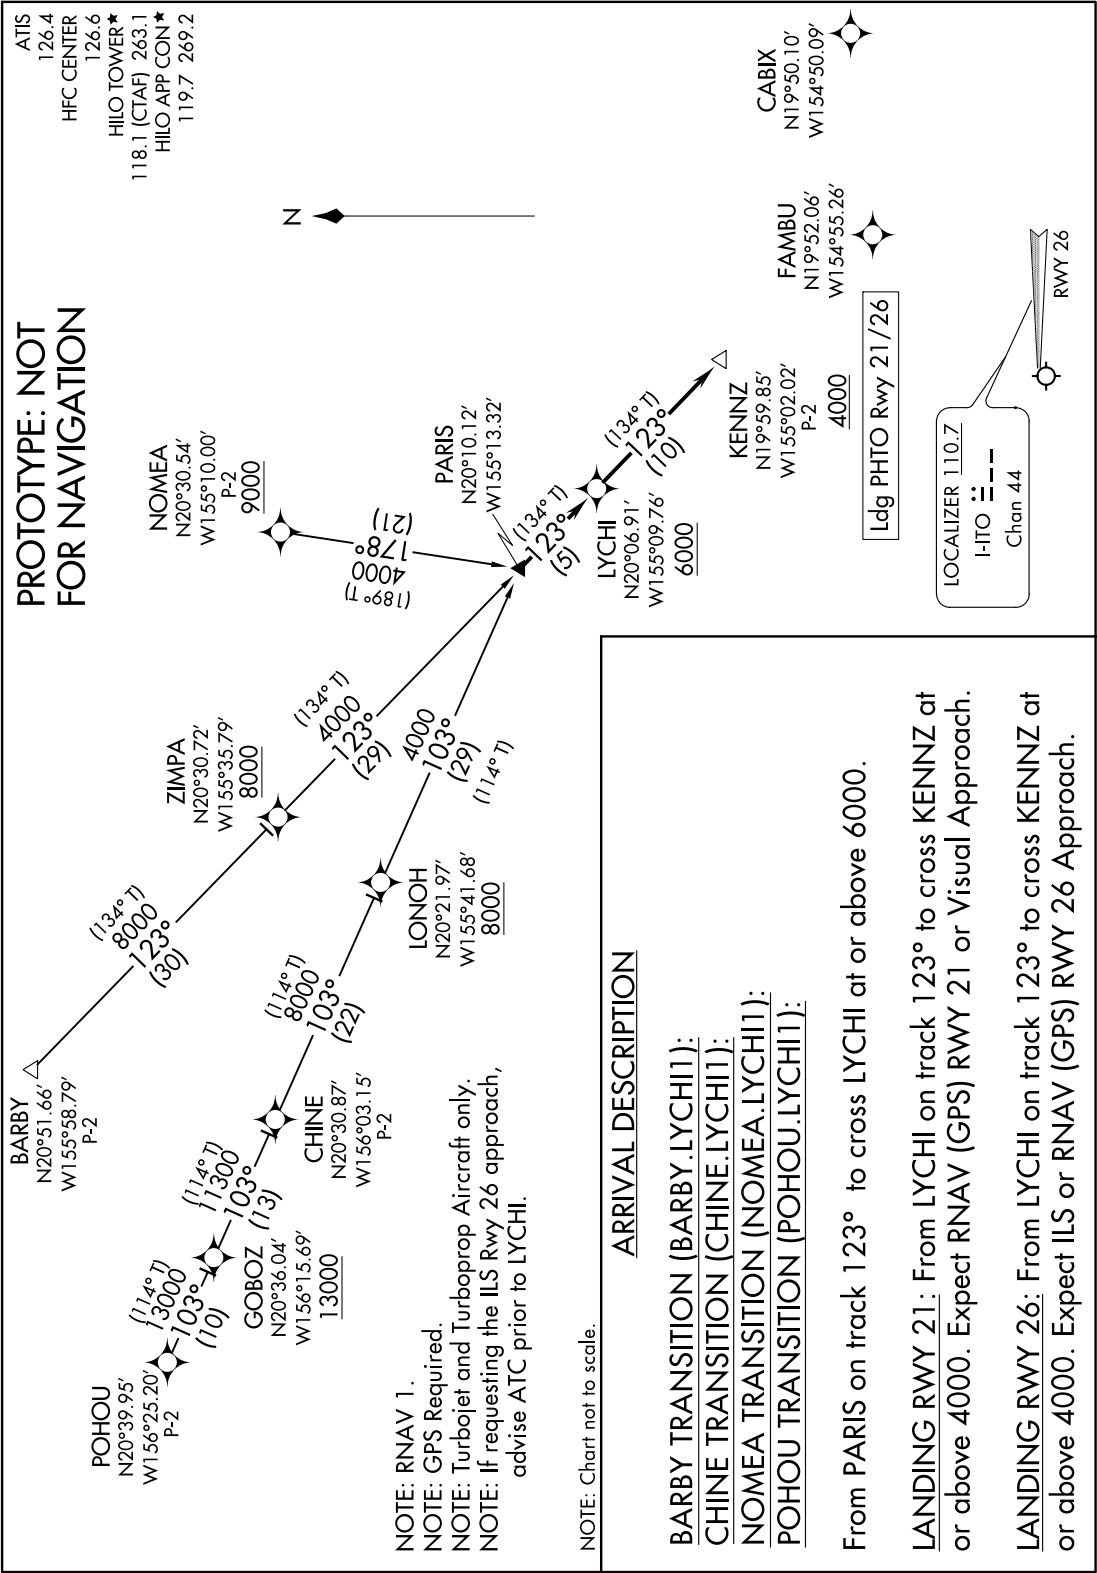 PROTOTYPE: NOT
FOR NAVIGATION
ATIS
126.4
HFC CENTER
126.6
HILO TOWER★
118.1 (CTAF) 263.1
HILO APP CON★
119.7 269.2
N
BARBY
N20°51.66′
W155°58.79′
P-2
(134° T)
8000
123°
(30)
ZIMPA
N20°30.72′
W155°35.79′
8000
(134° T)
4000
123°
(29)
NOMEA
N20°30.54′
W155°10.00′
P-2
9000
(21)
178°
4000
(189° T)
POHOU
N20°39.95′
W156°25.20′
P-2
(114° T)
13000
103°
(10)
GOBOZ
N20°36.04′
W156°15.69′
13000
(114° T)
11300
103°
(13)
CHINE
N20°30.87′
W156°03.15′
P-2
(114° T)
8000
103°
(22)
LONOH
N20°21.97′
W155°41.68′
8000
4000
103°
(29)
(114° T)
PARIS
N20°10.12′
W155°13.32′
(134° T)
123°
(5)
LYCHI
N20°06.91′
W155°09.76′
6000
(134° T)
123°
(10)
KENNZ
N19°59.85′
W155°02.02′
P-2
4000
FAMBU
N19°52.06′
W154°55.26′
CABIX
N19°50.10′
W154°50.09′
Ldg PHTO Rwy 21/26
LOCALIZER 110.7
I-ITO
Chan 44
RWY 26
NOTE: RNAV 1.
NOTE: GPS Required.
NOTE: Turbojet and Turboprop Aircraft only.
NOTE: If requesting the ILS Rwy 26 approach,
advise ATC prior to LYCHI.
NOTE: Chart not to scale.
ARRIVAL DESCRIPTION
BARBY TRANSITION (BARBY.LYCHI1):
CHINE TRANSITION (CHINE.LYCHI1):
NOMEA TRANSITION (NOMEA.LYCHI1):
POHOU TRANSITION (POHOU.LYCHI1):
From PARIS on track 123° to cross LYCHI at or above 6000.
LANDING RWY 21: From LYCHI on track 123° to cross KENNZ at
or above 4000. Expect RNAV (GPS) RWY 21 or Visual Approach.
LANDING RWY 26: From LYCHI on track 123° to cross KENNZ at
or above 4000. Expect ILS or RNAV (GPS) RWY 26 Approach.